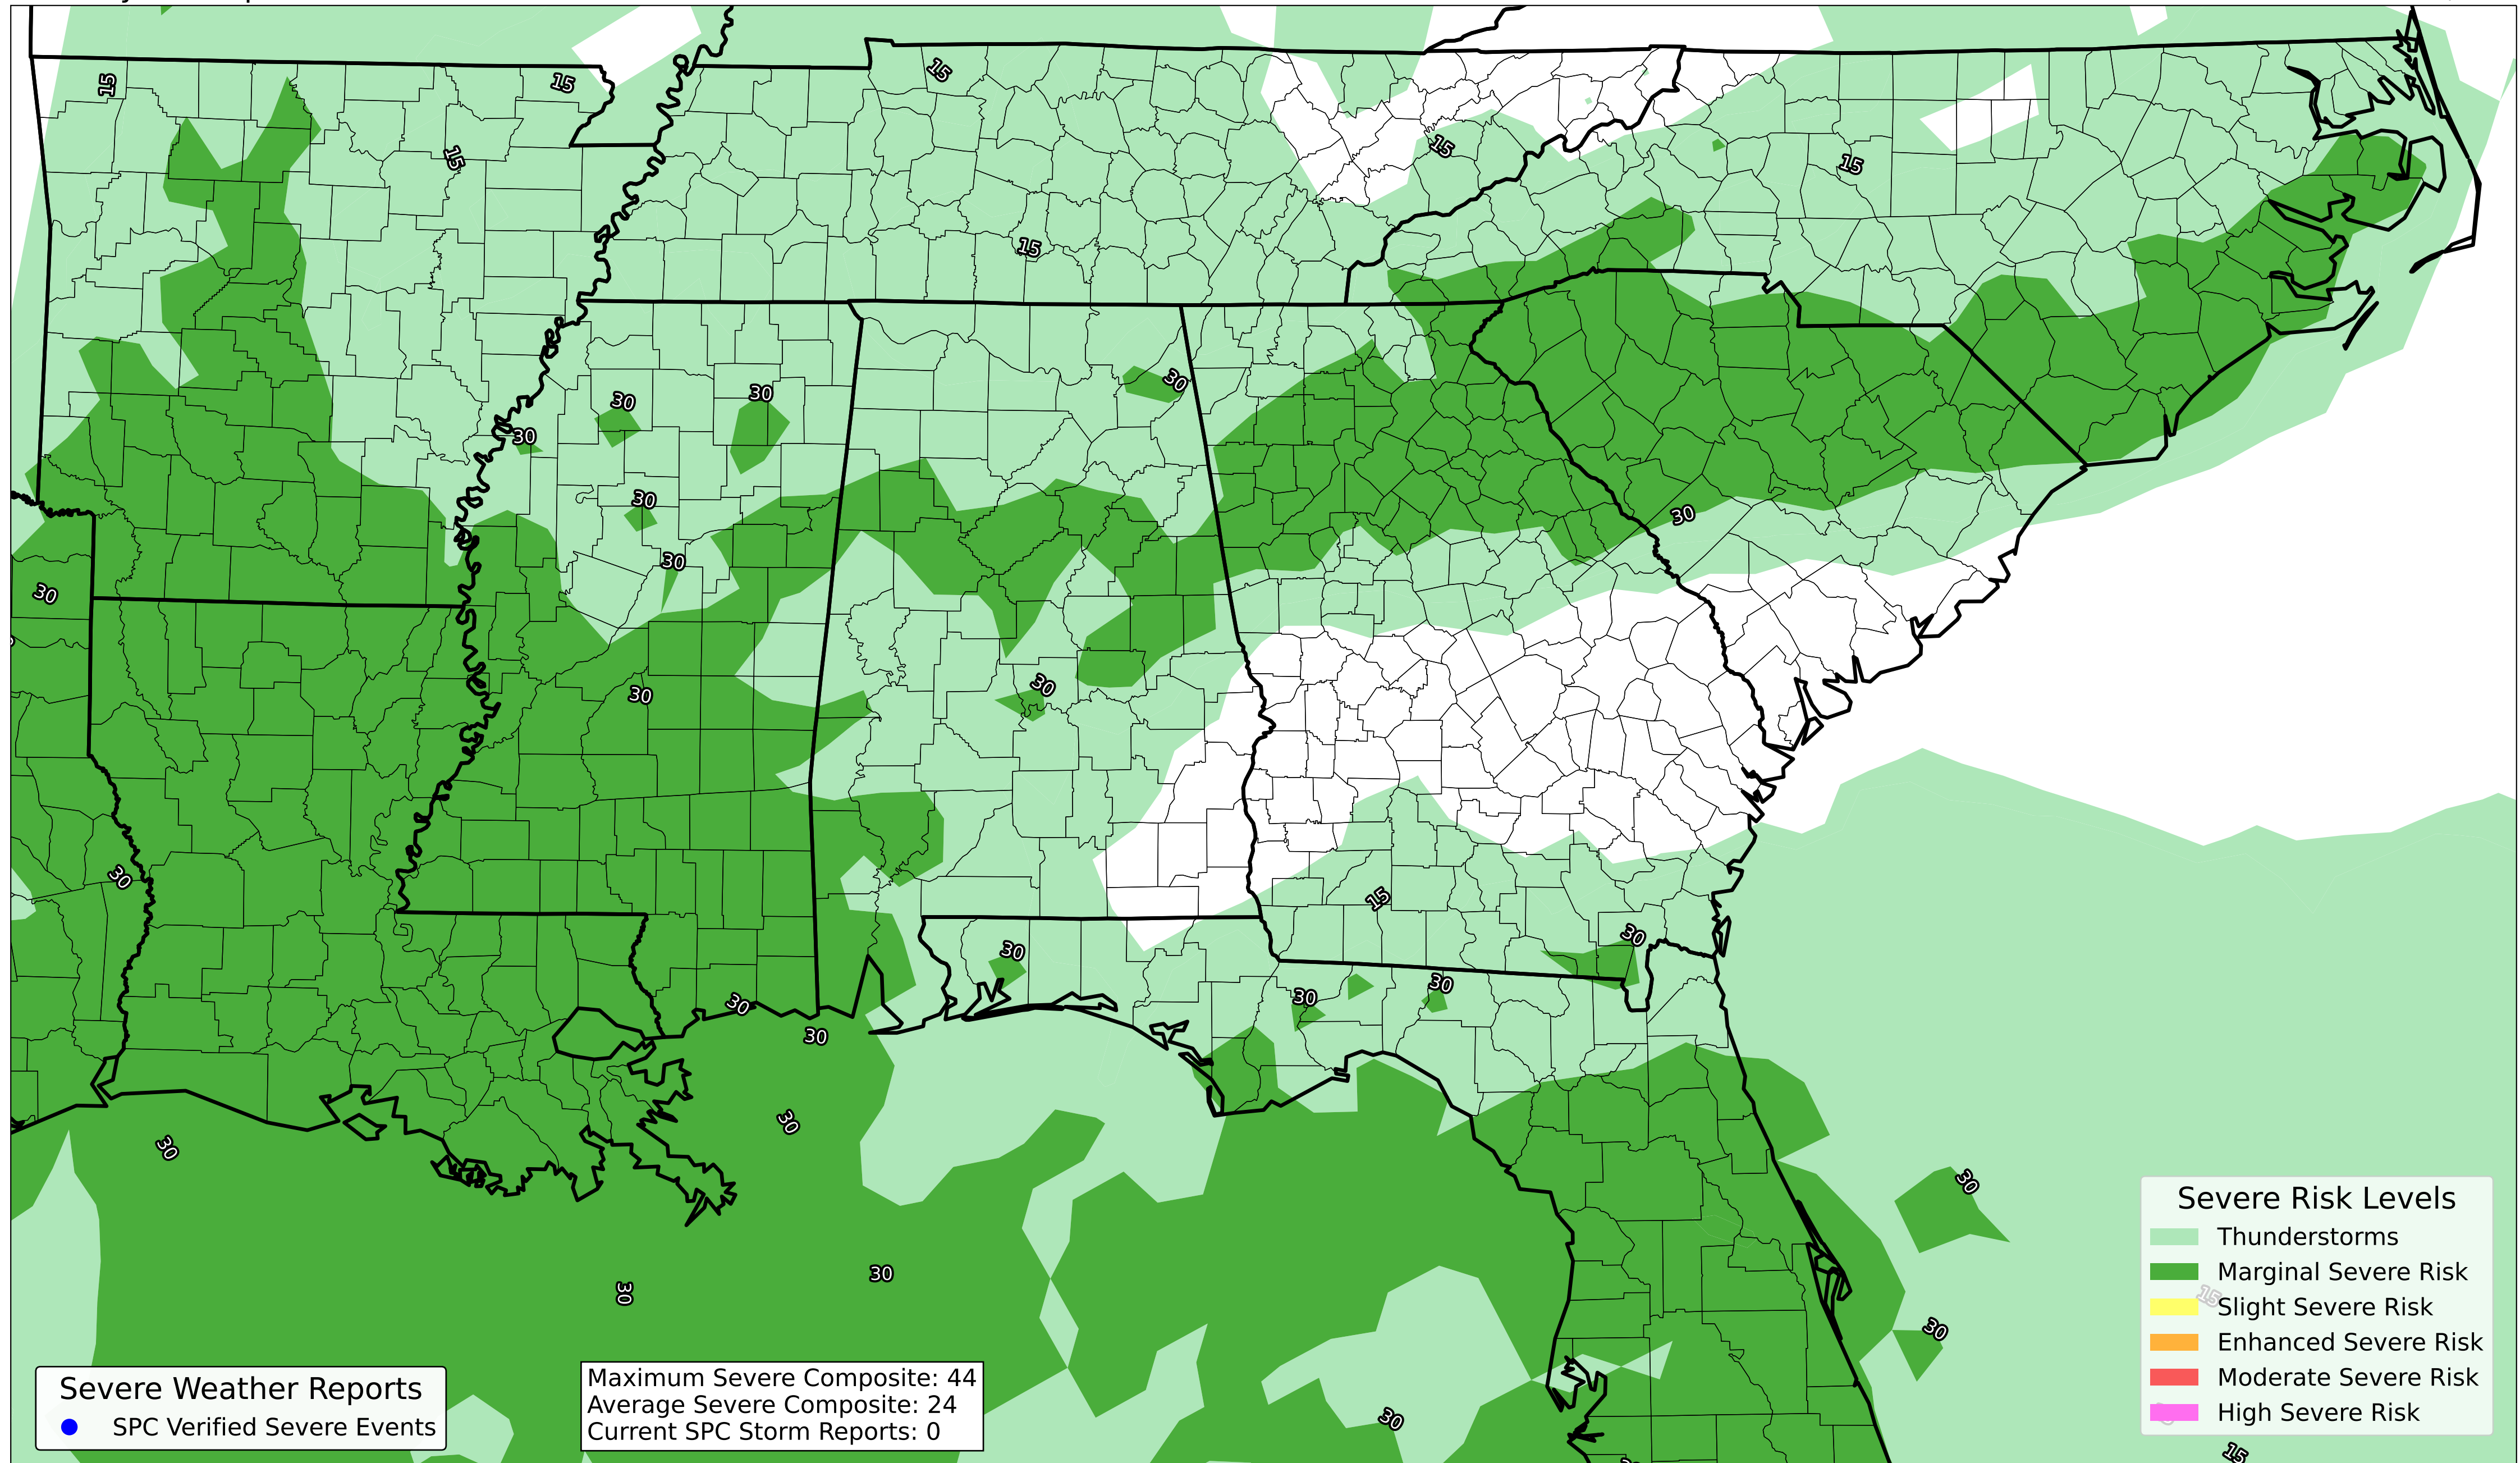 15
15
15
15
15
15
15
30
30
30
30
30
30
30
30
30
30
30
15
30
30
30
30
30
30
30
30
30
30
30
30
30
15
15
Severe Risk Levels
Thunderstorms
Marginal Severe Risk
Slight Severe Risk
Enhanced Severe Risk
Moderate Severe Risk
High Severe Risk
Severe Weather Reports
SPC Verified Severe Events
Maximum Severe Composite: 44
Average Severe Composite: 24
Current SPC Storm Reports: 0